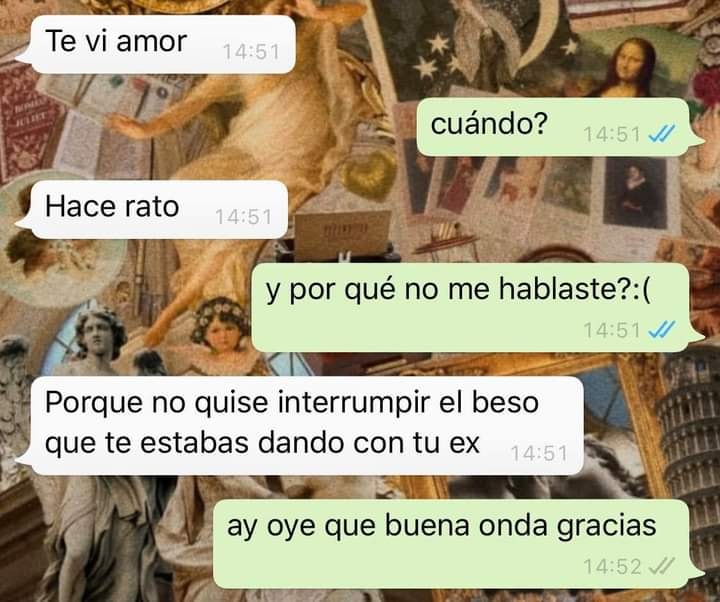 Te vi amor 14:51
cuándo? 14:51
Hace rato 14:51
y por qué no me hablaste?:(
14:51
Porque no quise interrumpir el beso
que te estabas dando con tu ex 14:51
ay oye que buena onda gracias
14:52